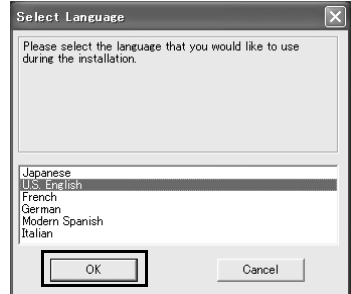 Select Language
Please select the language that you would like to use
during the installation.
Japanese
U.S. English
French
German
Modern Spanish
Italian
OK
Cancel